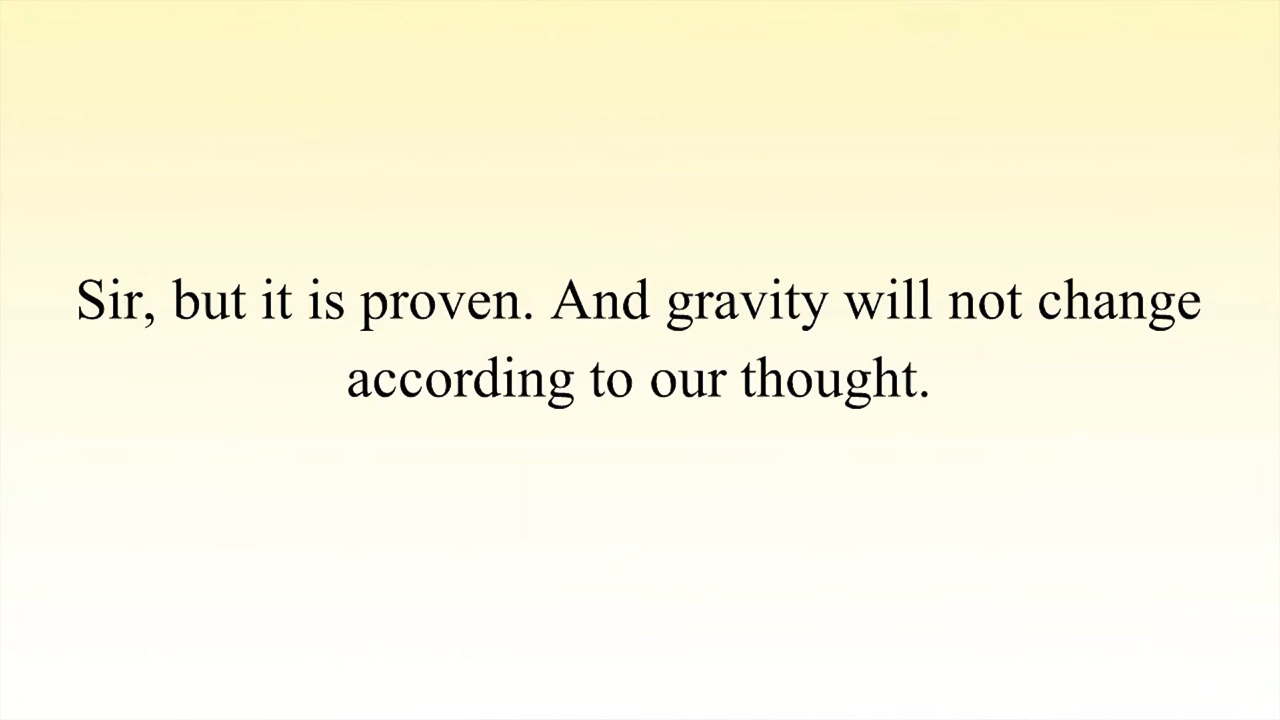 Sir, but it is proven. And gravity will not change
according to our thought.